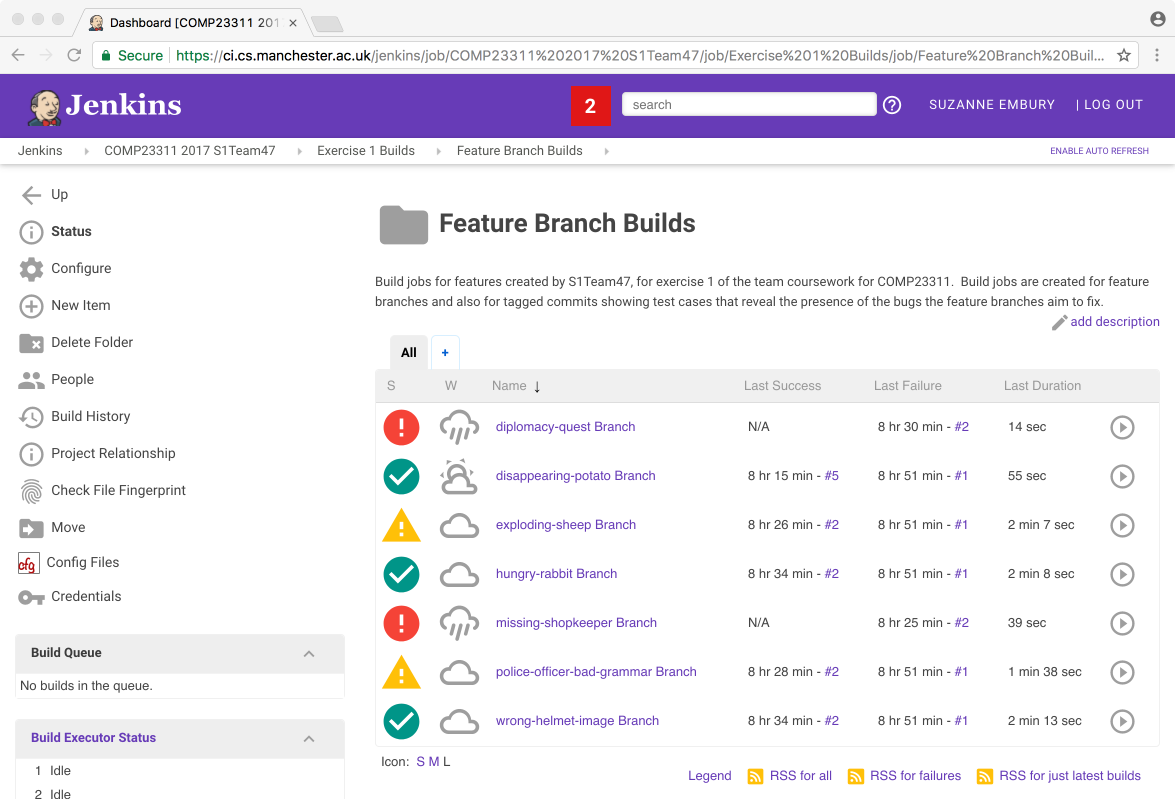 Dashboard [COMP23311 201
Secure https://ci.cs.manchester.ac.uk/jenkins/job/COMP23311%202017%20S1Team47/job/Exercise%201%20Builds/job/Feature%20Branch%20Buil...
Jenkins
2 search SUZANNE EMBURY | LOG OUT
Jenkins COMP23311 2017 S1Team47 Exercise 1 Builds Feature Branch Builds ENABLE AUTO REFRESH
Up
Status
Configure
New Item
Delete Folder
People
Build History
Project Relationship
Check File Fingerprint
Move
cfg Config Files
Credentials
Build Queue
No builds in the queue.
Build Executor Status
1 Idle
2 Idle
Feature Branch Builds
Build jobs for features created by S1Team47, for exercise 1 of the team coursework for COMP23311. Build jobs are created for feature
branches and also for tagged commits showing test cases that reveal the presence of the bugs the feature branches aim to fix.
add description
All +
S W Name ↓ Last Success Last Failure Last Duration
diplomacy-quest Branch N/A 8 hr 30 min - #2 14 sec
disappearing-potato Branch 8 hr 15 min - #5 8 hr 51 min - #1 55 sec
exploding-sheep Branch 8 hr 26 min - #2 8 hr 51 min - #1 2 min 7 sec
hungry-rabbit Branch 8 hr 34 min - #2 8 hr 51 min - #1 2 min 8 sec
missing-shopkeeper Branch N/A 8 hr 25 min - #2 39 sec
police-officer-bad-grammar Branch 8 hr 28 min - #2 8 hr 51 min - #1 1 min 38 sec
wrong-helmet-image Branch 8 hr 34 min - #2 8 hr 51 min - #1 2 min 13 sec
Icon: S M L
Legend RSS for all RSS for failures RSS for just latest builds